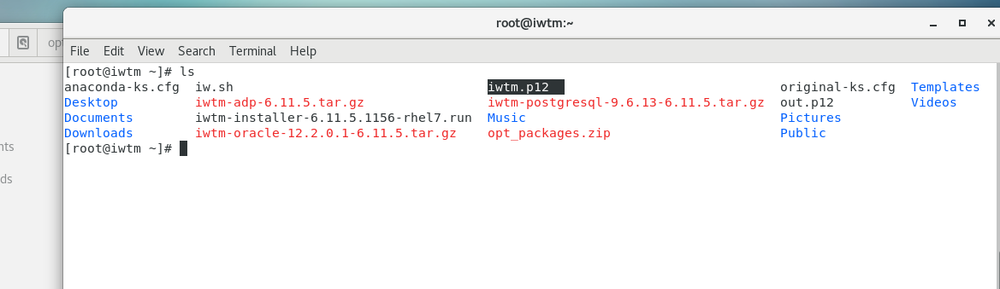 root@iwtm:~
opt
File Edit View Search Terminal Help
[root@iwtm ~]# ls
anaconda-ks.cfg iw.sh iwtm.p12 original-ks.cfg Templates
Desktop iwtm-adp-6.11.5.tar.gz iwtm-postgresql-9.6.13-6.11.5.tar.gz out.p12 Videos
Documents iwtm-installer-6.11.5.1156-rhel7.run Music Pictures
Downloads iwtm-oracle-12.2.0.1-6.11.5.tar.gz opt_packages.zip Public
[root@iwtm ~]#
nts
ds